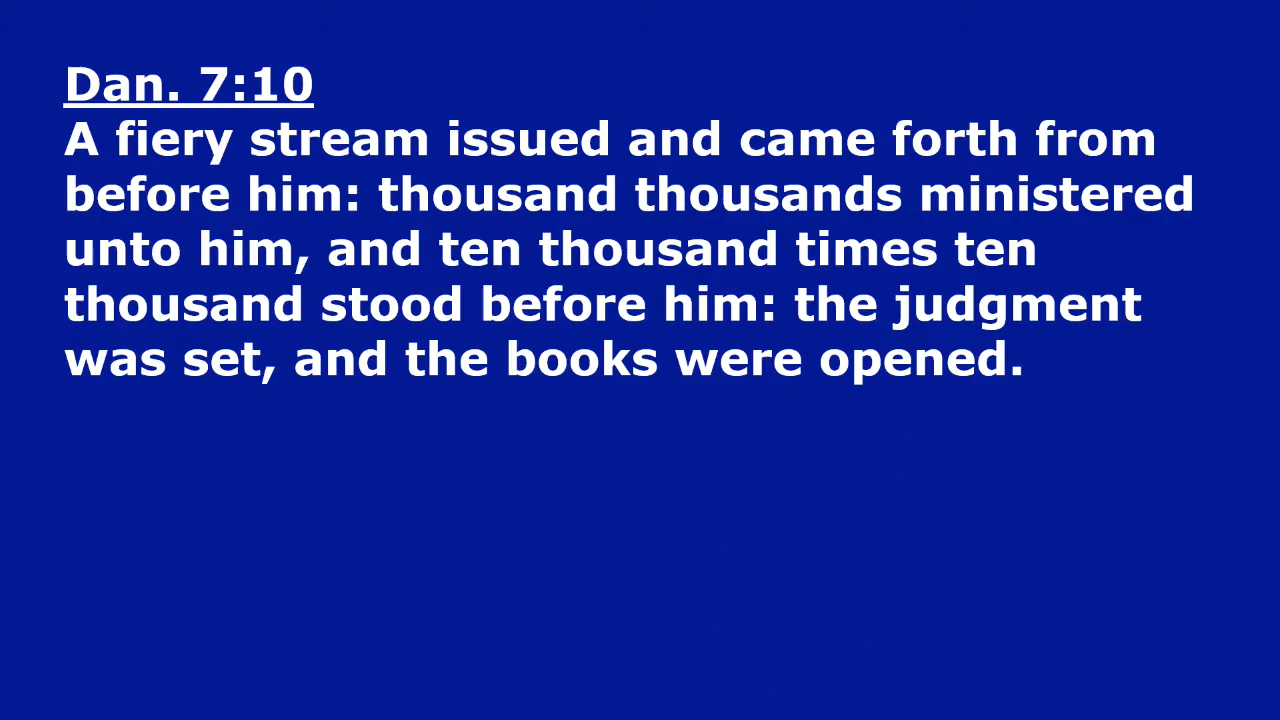 Dan. 7:10
A fiery stream issued and came forth from
before him: thousand thousands ministered
unto him, and ten thousand times ten
thousand stood before him: the judgment
was set, and the books were opened.